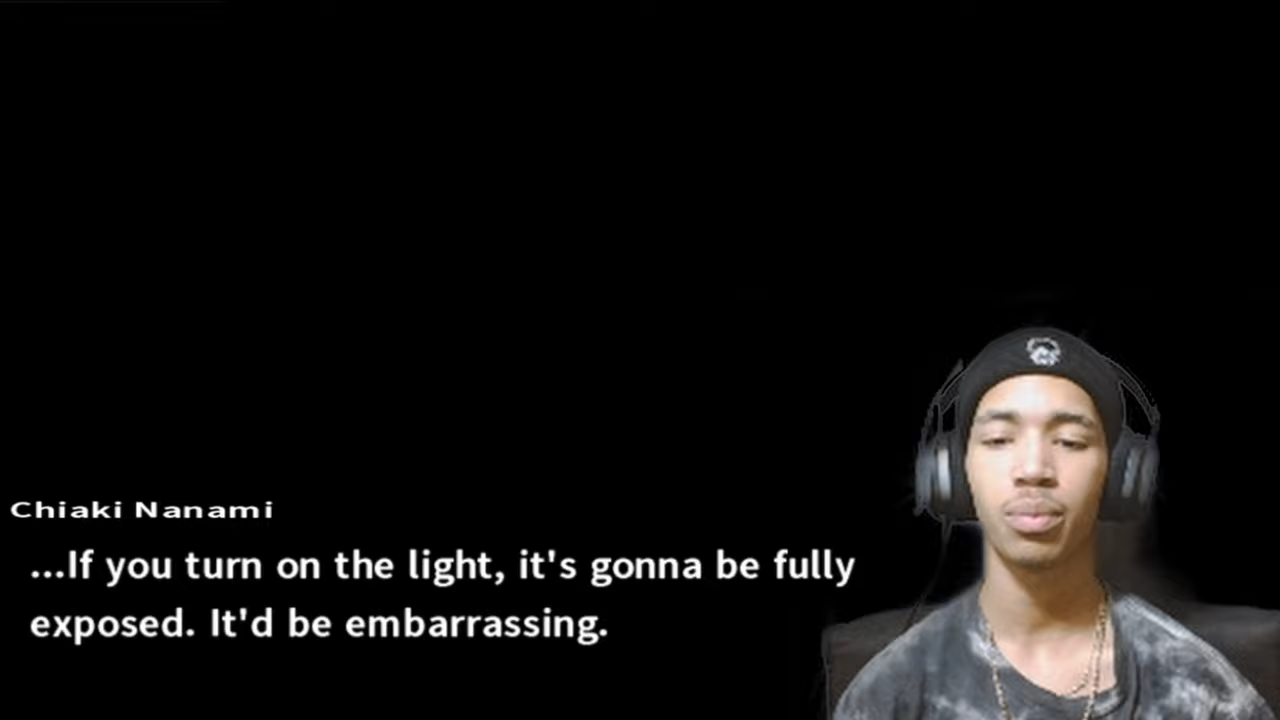 Chiaki Nanami
...If you turn on the light, it's gonna be fully
exposed. It'd be embarrassing.